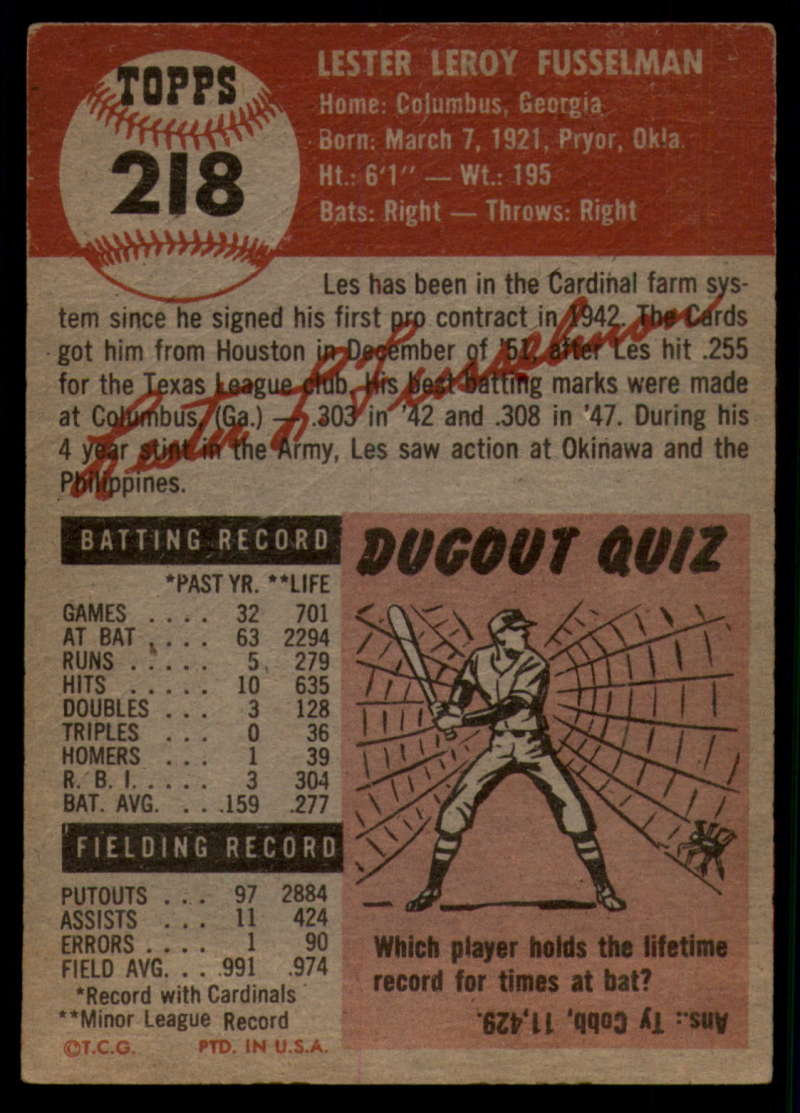 TOPPS
218
LESTER LEROY FUSSELMAN
Home: Columbus, Georgia
Born: March 7, 1921, Pryor, Okla.
Ht.: 6'1" — Wt.: 195
Bats: Right — Throws: Right
Les has been in the Cardinal farm sys-
tem since he signed his first pro contract in 1942. The Cards
got him from Houston in December of '51, after Les hit .255
for the Texas League club. His best batting marks were made
at Columbus, (Ga.) — .303 in '42 and .308 in '47. During his
4 year stint in the Army, Les saw action at Okinawa and the
Philippines.
Lester L. Fusselman
BATTING RECORD
*PAST YR. **LIFE
GAMES .... 32 701
AT BAT .... 63 2294
RUNS ..... 5 279
HITS ..... 10 635
DOUBLES ... 3 128
TRIPLES ... 0 36
HOMERS ... 1 39
R. B. I. .... 3 304
BAT. AVG. . . .159 .277
FIELDING RECORD
PUTOUTS ... 97 2884
ASSISTS ... 11 424
ERRORS .... 1 90
FIELD AVG. . . .991 .974
*Record with Cardinals
**Minor League Record
©T.C.G. PTD. IN U.S.A.
DUGOUT QUIZ
Which player holds the lifetime
record for times at bat?
Ans.: Ty Cobb, 11,429.